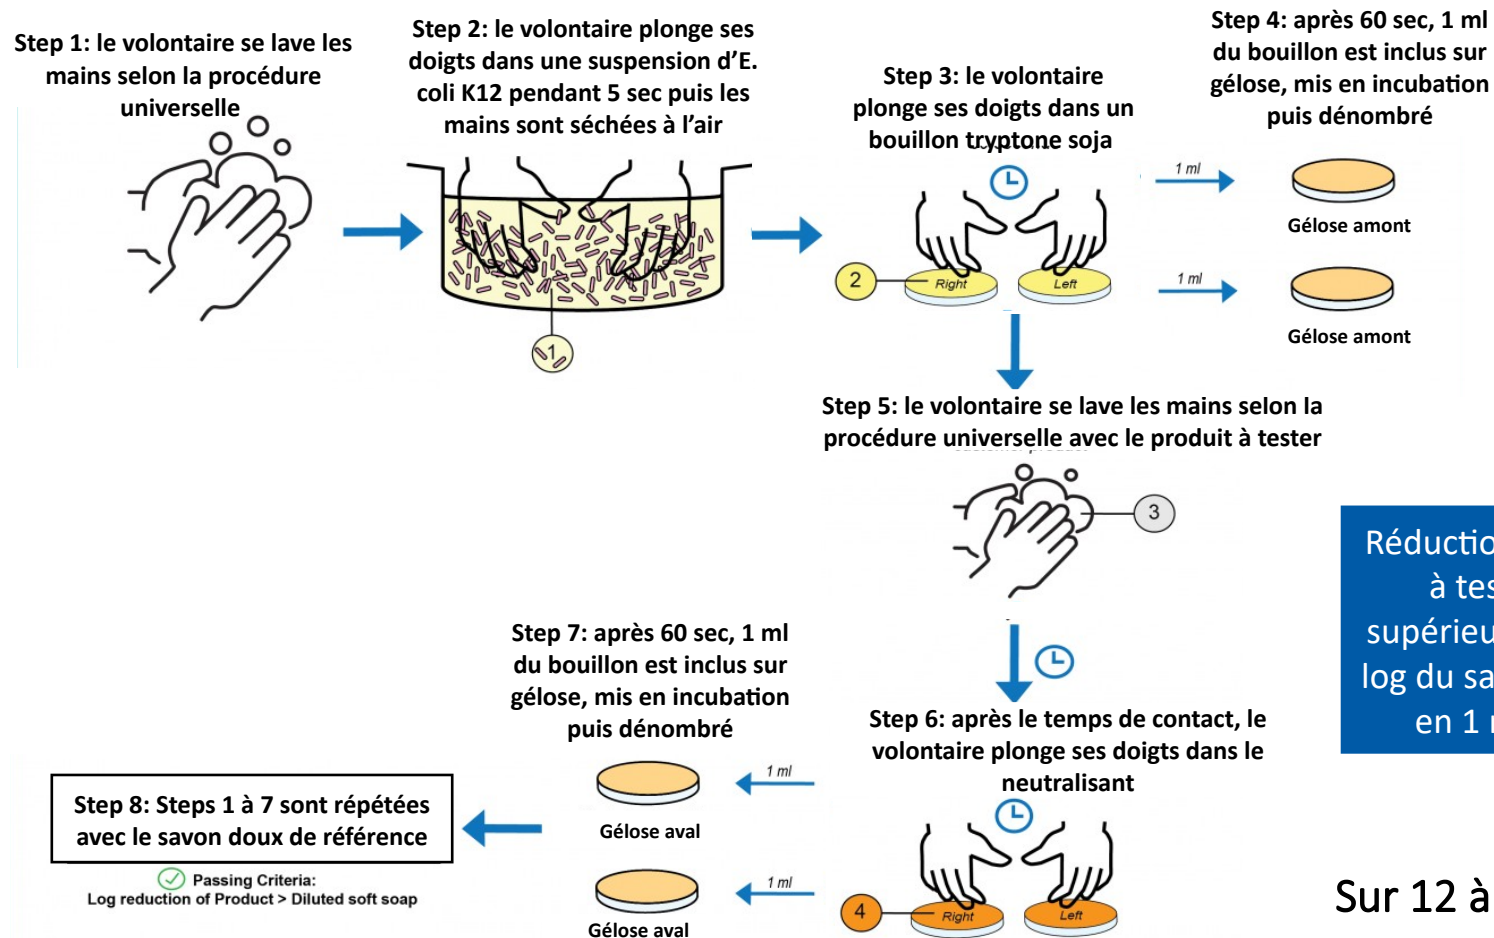 Step 1: le volontaire se lave les
mains selon la procédure
universelle
Step 2: le volontaire plonge ses
doigts dans une suspension d’E.
coli K12 pendant 5 sec puis les
mains sont séchées à l’air
1
Step 3: le volontaire
plonge ses doigts dans un
bouillon tryptone soja
2
Right
Left
1 ml
1 ml
Step 4: après 60 sec, 1 ml
du bouillon est inclus sur
gélose, mis en incubation
puis dénombré
Gélose amont
Gélose amont
Step 5: le volontaire se lave les mains selon la
procédure universelle avec le produit à tester
3
Step 6: après le temps de contact, le
volontaire plonge ses doigts dans le
neutralisant
4
Right
Left
1 ml
1 ml
Step 7: après 60 sec, 1 ml
du bouillon est inclus sur
gélose, mis en incubation
puis dénombré
Gélose aval
Gélose aval
Step 8: Steps 1 à 7 sont répétées
avec le savon doux de référence
Passing Criteria:
Log reduction of Product > Diluted soft soap
à
log du
en 1
Sur 12 à